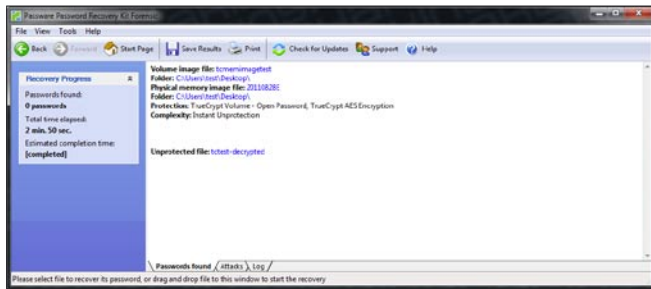 Passware Password Recovery Kit Forensic
File View Tools Help
Back Forward Start Page Save Results Print Check for Updates Support Help
Recovery Progress
Passwords found:
0 passwords
Total time elapsed:
2 min. 50 sec.
Estimated completion time:
[completed]
Volume image file: tcmemimagetest
Folder: C:\Users\test\Desktop\
Physical memory image file:
Folder: C:\Users\test\Desktop\
Protection: TrueCrypt Volume - Open Password, TrueCrypt AES Encryption
Complexity: Instant Unprotection
Unprotected file: tctest-decrypted
Passwords found Attacks Log
Please select file to recover its password, or drag and drop file to this window to start the recovery